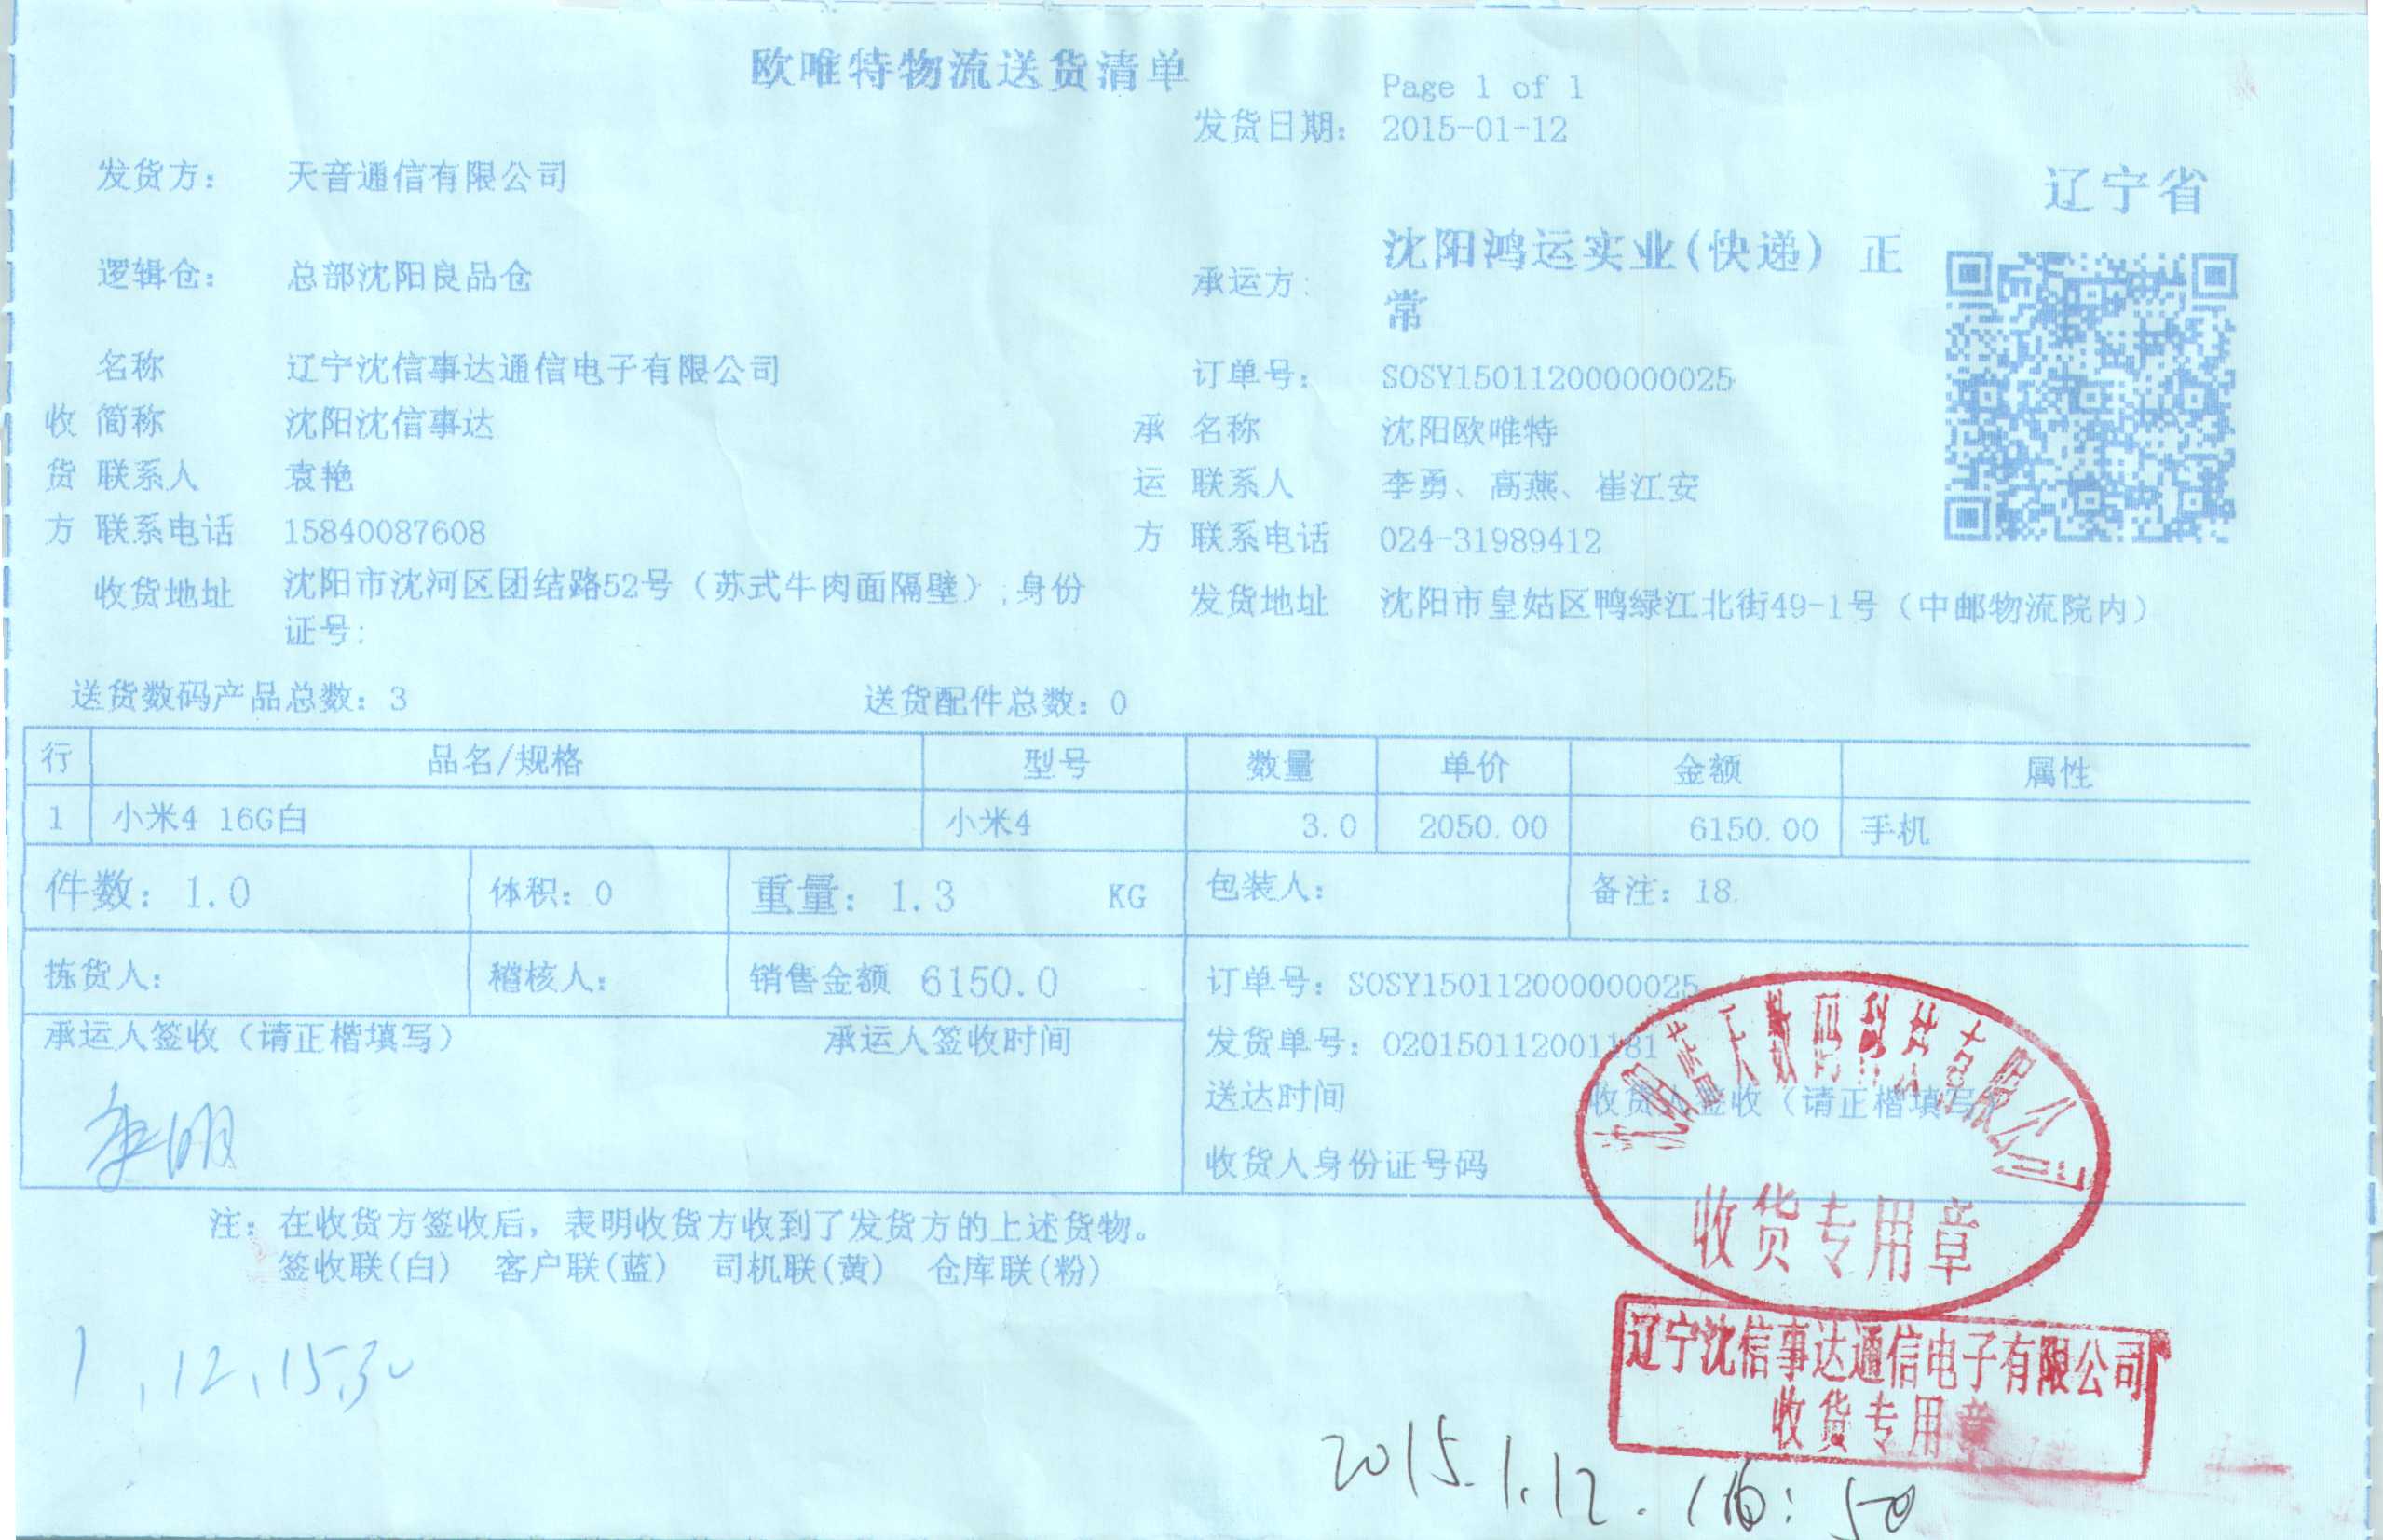 欧唯特物流送货清单
Page 1 of 1
发货日期: 2015-01-12
发货方: 天音通信有限公司
辽宁省
逻辑仓: 总部沈阳良品仓
承运方: 沈阳鸿运实业(快递) 正
常
名称 辽宁沈信事达通信电子有限公司
订单号: SOSY150112000000025
收 简称 沈阳沈信事达
承 名称 沈阳欧唯特
货 联系人 袁艳
运 联系人 李勇、高燕、崔江安
方 联系电话 15840087608
方 联系电话 024-31989412
收货地址 沈阳市沈河区团结路52号（苏式牛肉面隔壁）;身份
证号:
发货地址 沈阳市皇姑区鸭绿江北街49-1号（中邮物流院内）
送货数码产品总数: 3 送货配件总数: 0
行 品名/规格 型号 数量 单价 金额 属性
1 小米4 16G白 小米4 3.0 2050.00 6150.00 手机
件数: 1.0 体积: 0 重量: 1.3 KG 包装人: 备注: 18.
拣货人: 稽核人: 销售金额 6150.0 订单号: SOSY150112000000025
承运人签收（请正楷填写） 承运人签收时间
发货单号: 020150112001181
送达时间 收货人签收（请正楷填写）
收货人身份证号码
注: 在收货方签收后，表明收货方收到了发货方的上述货物。
签收联(白) 客户联(蓝) 司机联(黄) 仓库联(粉)
蓝天数码科技有限公司
收货专用章
辽宁沈信事达通信电子有限公司
收货专用章
1.12.15.30
2015.1.12. 16:50